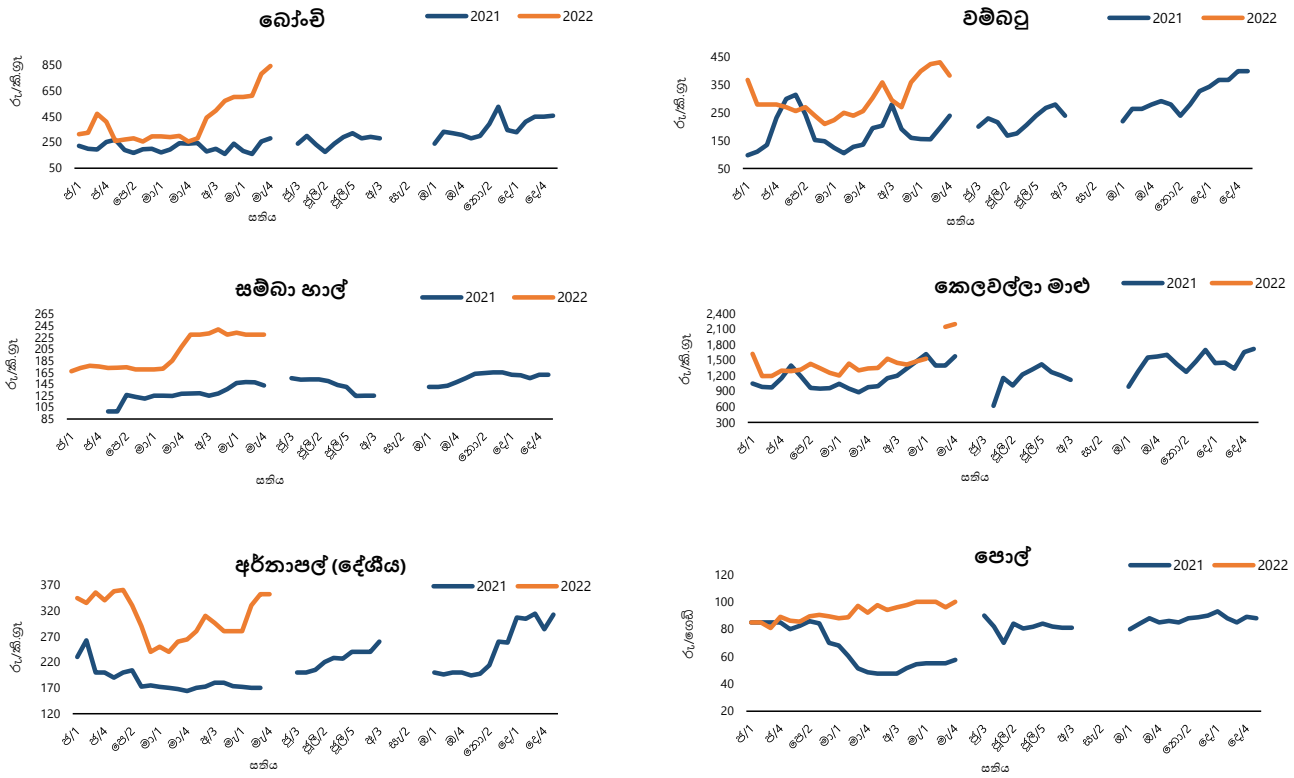 බෝංචි
2021 2022
රු/කි.ග්‍රෑ
850
650
450
250
50
ජ/1 ජ/4 පෙ/2 මා/1 මා/4 අ/3 මැ/1 මැ/4 ජු/3 ජූලි/2 ජූලි/5 අ/3 සැ/2 ඔ/1 ඔ/4 නො/2 දෙ/1 දෙ/4
සතිය
වම්බටු
2021 2022
රු/කි.ග්‍රෑ
450
350
250
150
50
ජ/1 ජ/4 පෙ/2 මා/1 මා/4 අ/3 මැ/1 මැ/4 ජු/3 ජූලි/2 ජූලි/5 අ/3 සැ/2 ඔ/1 ඔ/4 නො/2 දෙ/1 දෙ/4
සතිය
සම්බා හාල්
2021 2022
රු/කි.ග්‍රෑ
265
245
225
205
185
165
145
125
105
85
ජ/1 ජ/4 පෙ/2 මා/1 මා/4 අ/3 මැ/1 මැ/4 ජු/3 ජූලි/2 ජූලි/5 අ/3 සැ/2 ඔ/1 ඔ/4 නො/2 දෙ/1 දෙ/4
සතිය
කෙලවල්ලා මාළු
2021 2022
රු/කි.ග්‍රෑ
2,400
2,100
1,800
1,500
1,200
900
600
300
ජ/1 ජ/4 පෙ/2 මා/1 මා/4 අ/3 මැ/1 මැ/4 ජු/3 ජූලි/2 ජූලි/5 අ/3 සැ/2 ඔ/1 ඔ/4 නො/2 දෙ/1 දෙ/4
සතිය
අර්තාපල් (දේශීය)
2021 2022
රු/කි.ග්‍රෑ
370
320
270
220
170
120
ජ/1 ජ/4 පෙ/2 මා/1 මා/4 අ/3 මැ/1 මැ/4 ජු/3 ජූලි/2 ජූලි/5 අ/3 සැ/2 ඔ/1 ඔ/4 නො/2 දෙ/1 දෙ/4
සතිය
පොල්
2021 2022
රු/ගෙඩි
120
100
80
60
40
20
ජ/1 ජ/4 පෙ/2 මා/1 මා/4 අ/3 මැ/1 මැ/4 ජු/3 ජූලි/2 ජූලි/5 අ/3 සැ/2 ඔ/1 ඔ/4 නො/2 දෙ/1 දෙ/4
සතිය